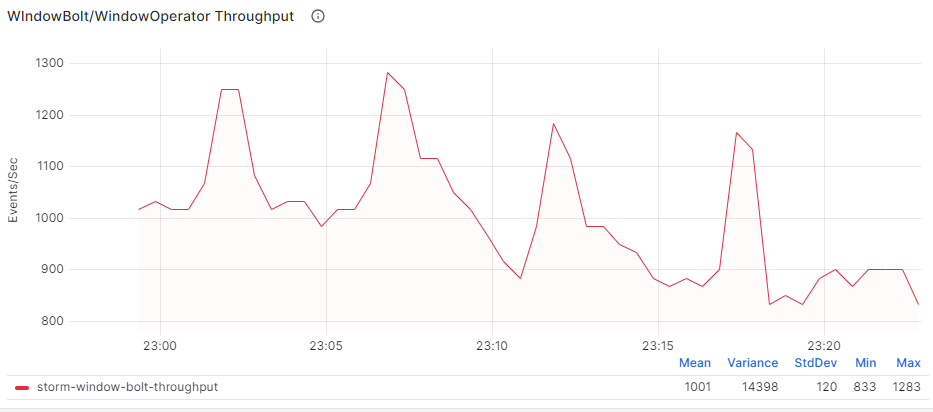 WIndowBolt/WindowOperator Throughput
Events/Sec
1300
1200
1100
1000
900
800
23:00 23:05 23:10 23:15 23:20
Mean Variance StdDev Min Max
storm-window-bolt-throughput 1001 14398 120 833 1283